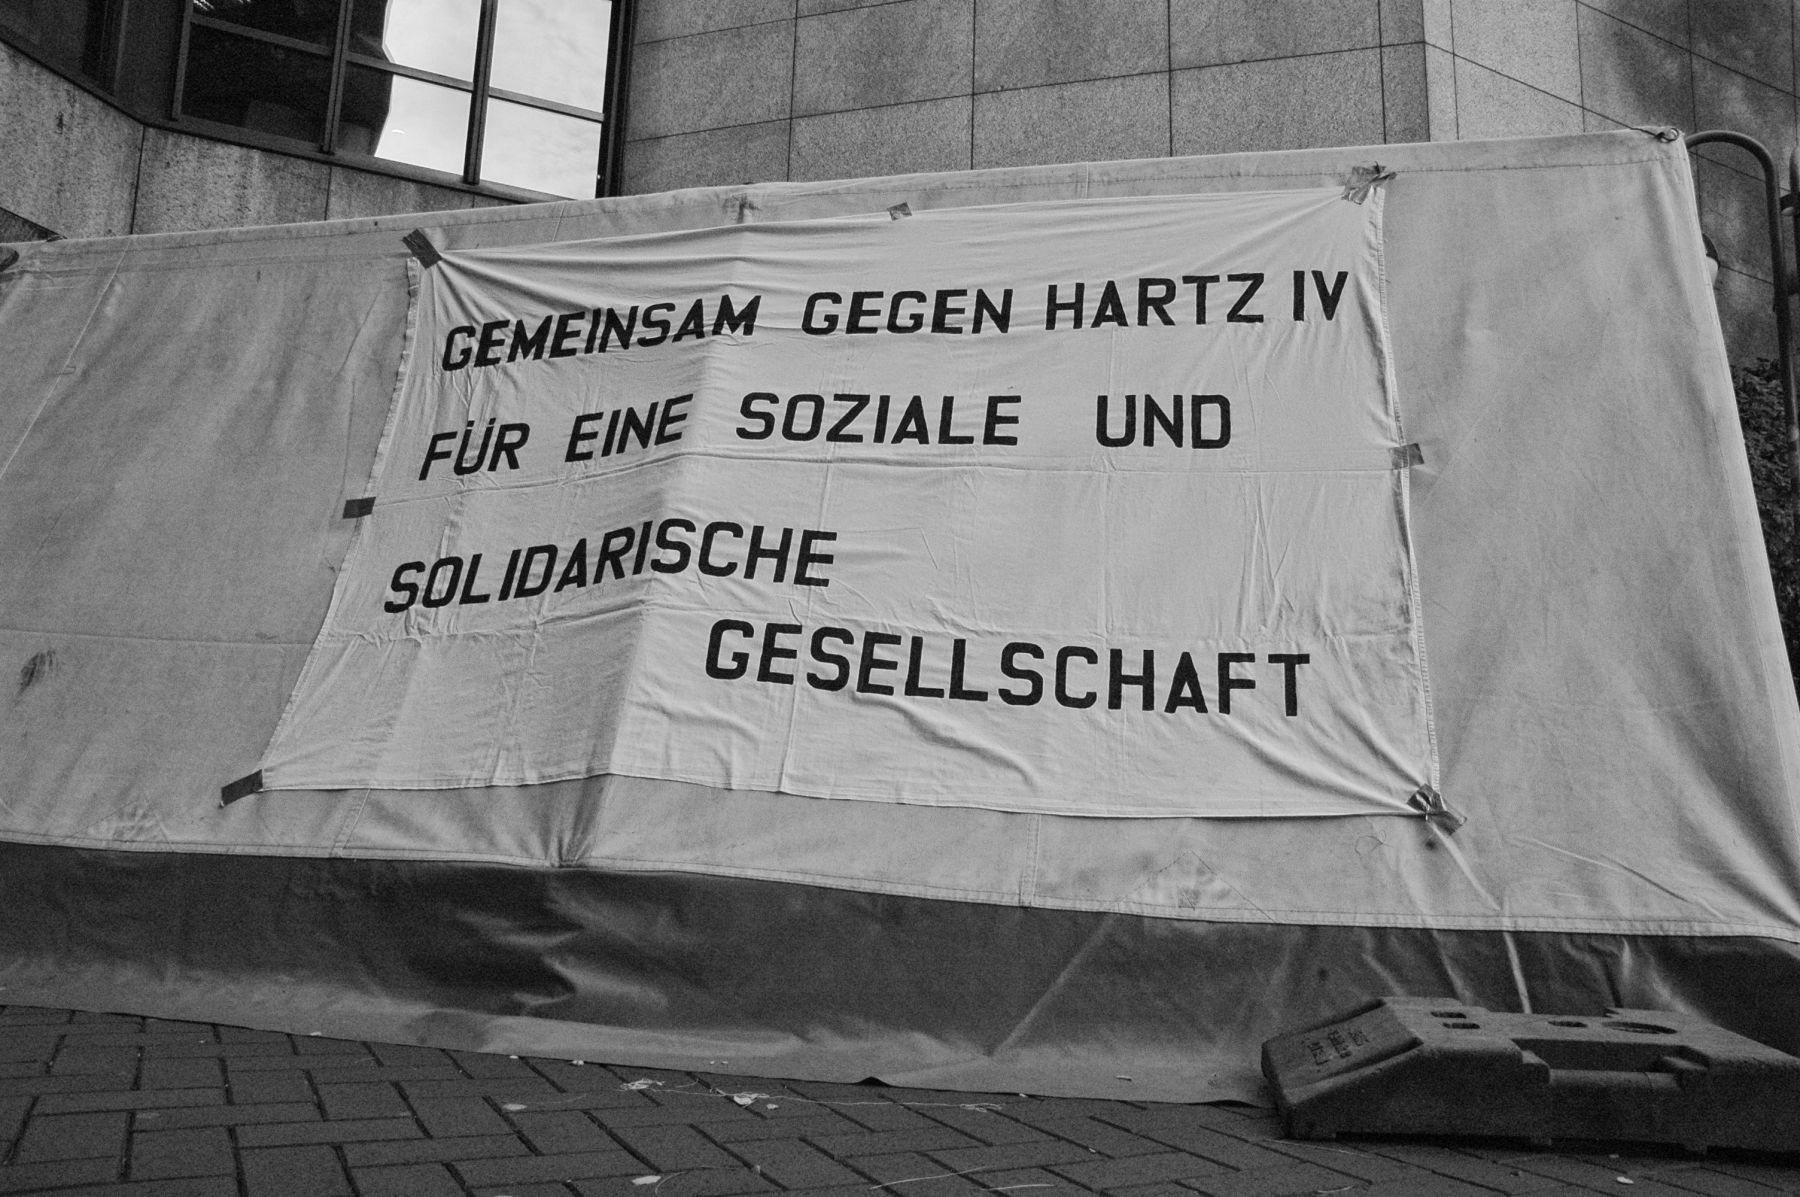 GEMEINSAM GEGEN HARTZ IV
FÜR EINE SOZIALE UND
SOLIDARISCHE
GESELLSCHAFT